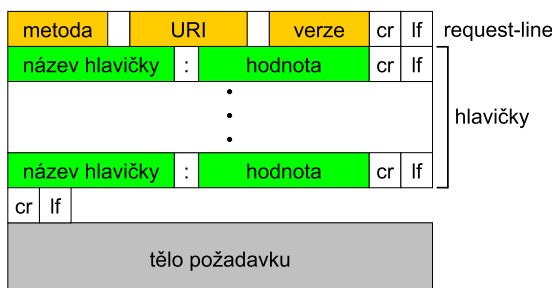 metoda URI verze cr lf request-line
název hlavičky : hodnota cr lf
hlavičky
název hlavičky : hodnota cr lf
cr lf
tělo požadavku